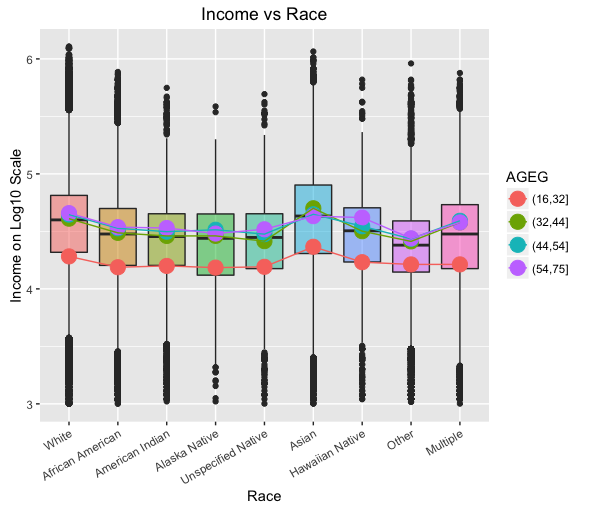 Income vs Race
Income on Log10 Scale
6
5
4
3
White
African American
American Indian
Alaska Native
Unspecified Native
Asian
Hawaiian Native
Other
Multiple
Race
AGEG
(16,32]
(32,44]
(44,54]
(54,75]